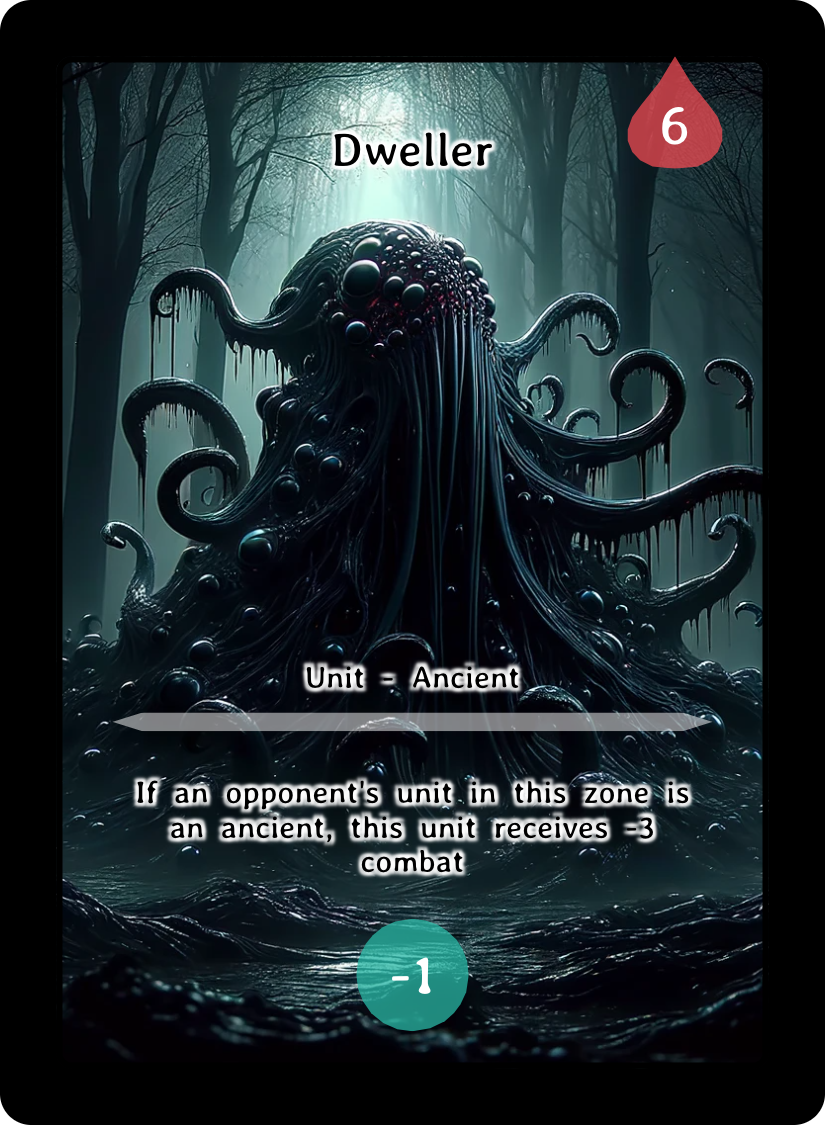 6
Dweller
Unit - Ancient
If an opponent's unit in this zone is
an ancient, this unit receives -3
combat
-1